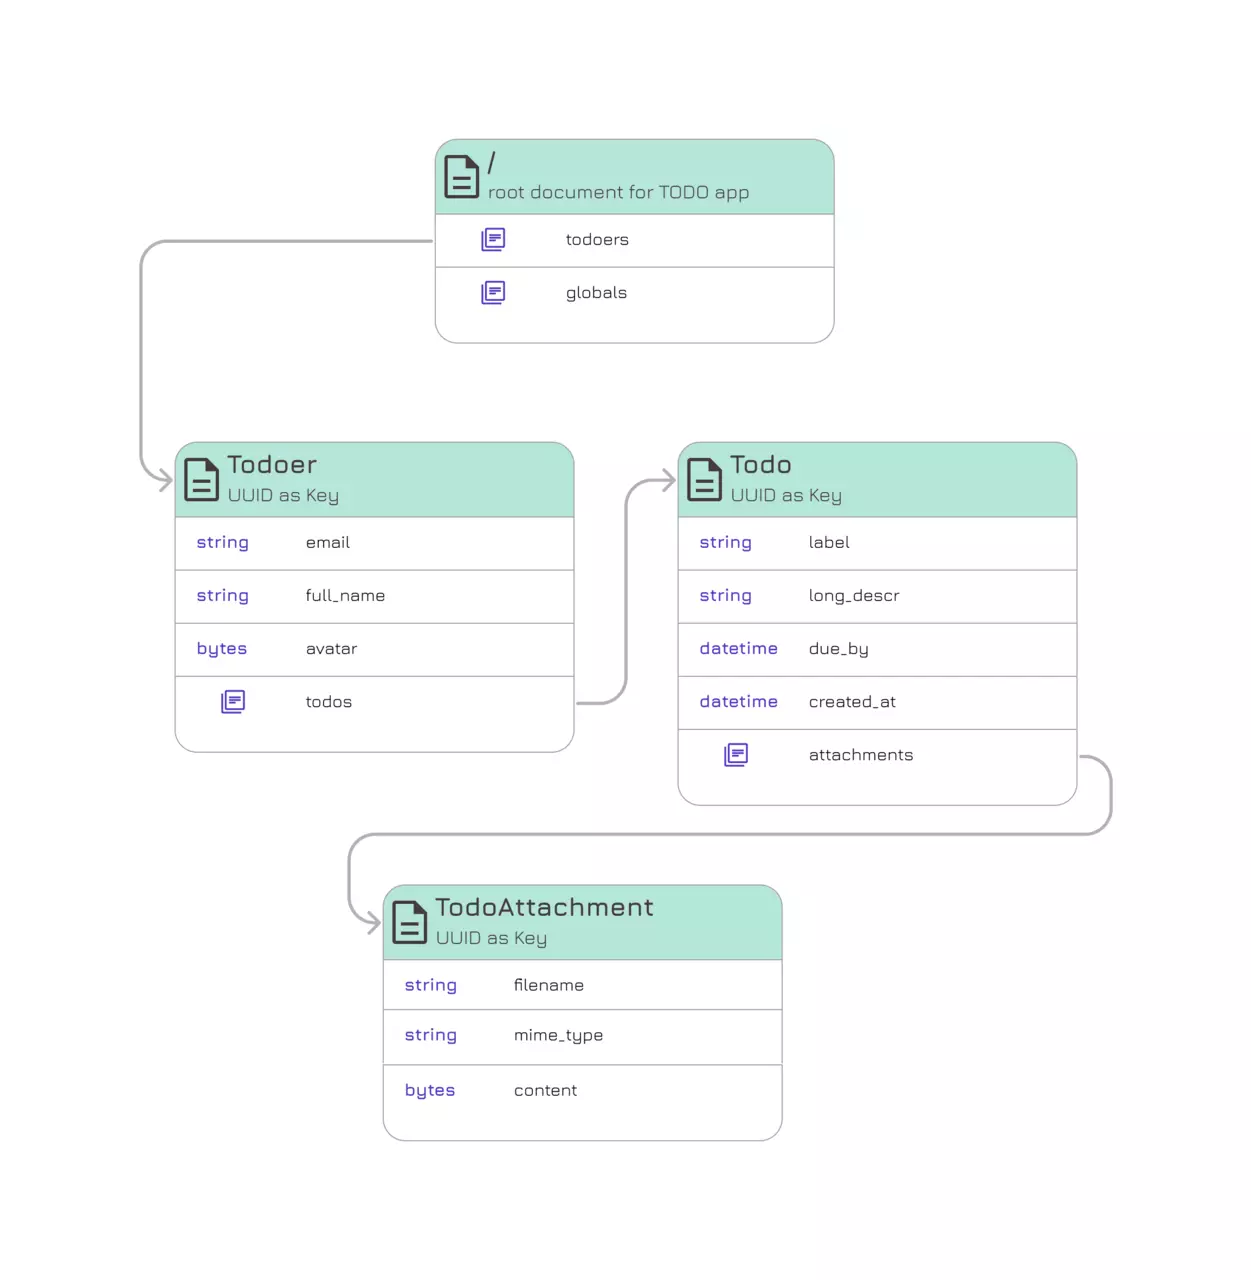 /
root document for TODO app
todoers
globals
Todoer
UUID as Key
string email
string full_name
bytes avatar
todos
Todo
UUID as Key
string label
string long_descr
datetime due_by
datetime created_at
attachments
TodoAttachment
UUID as Key
string filename
string mime_type
bytes content